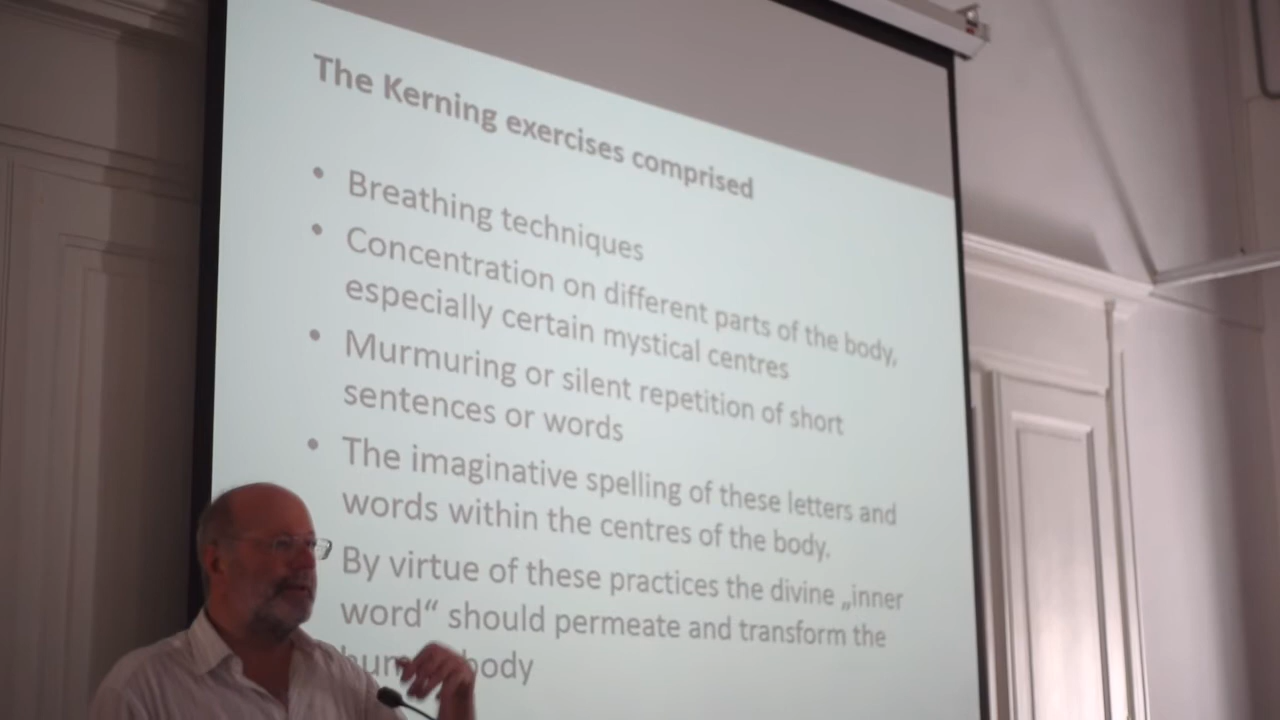 The Kerning exercises comprised
• Breathing techniques
• Concentration on different parts of the body,
especially certain mystical centres
• Murmuring or silent repetition of short
sentences or words
• The imaginative spelling of these letters and
words within the centres of the body.
By virtue of these practices the divine „inner
word“ should permeate and transform the
body